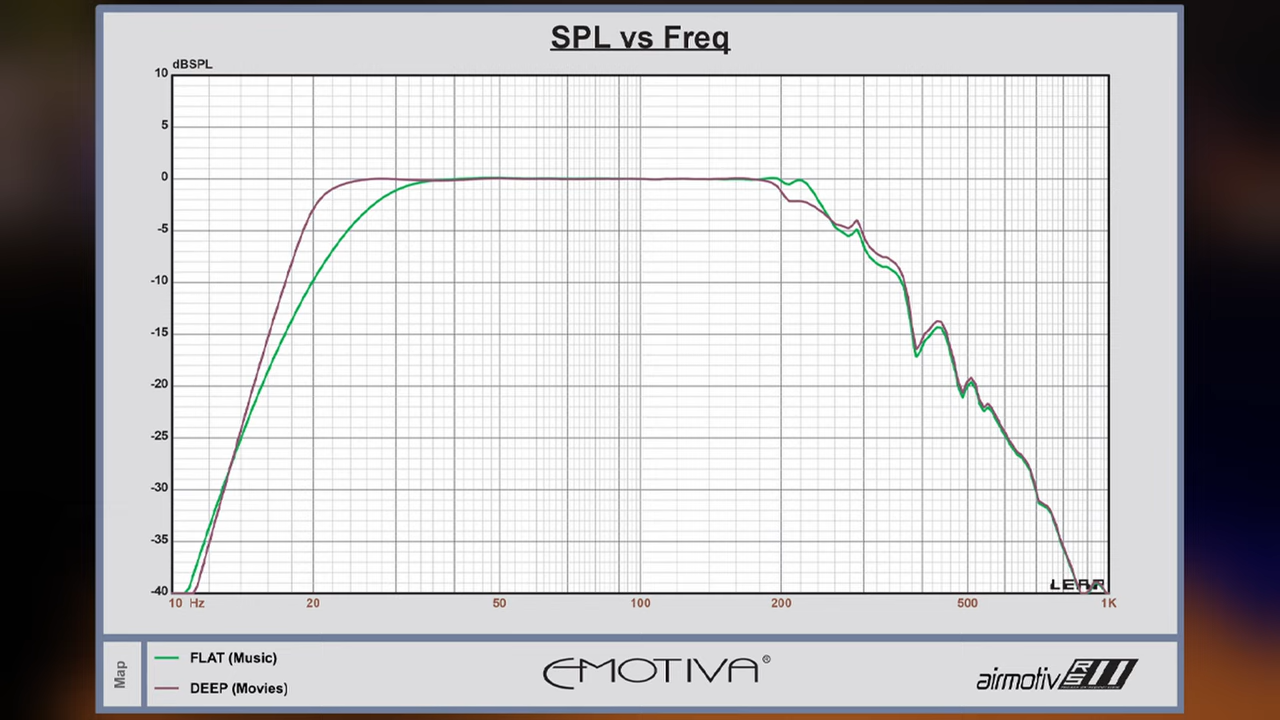 SPL vs Freq
dBSPL
10
5
0
-5
-10
-15
-20
-25
-30
-35
-40
10 Hz 20 50 100 200 500 1K
LEAP
Map
FLAT (Music)
DEEP (Movies)
EMOTIVA®
airmotiv RS11